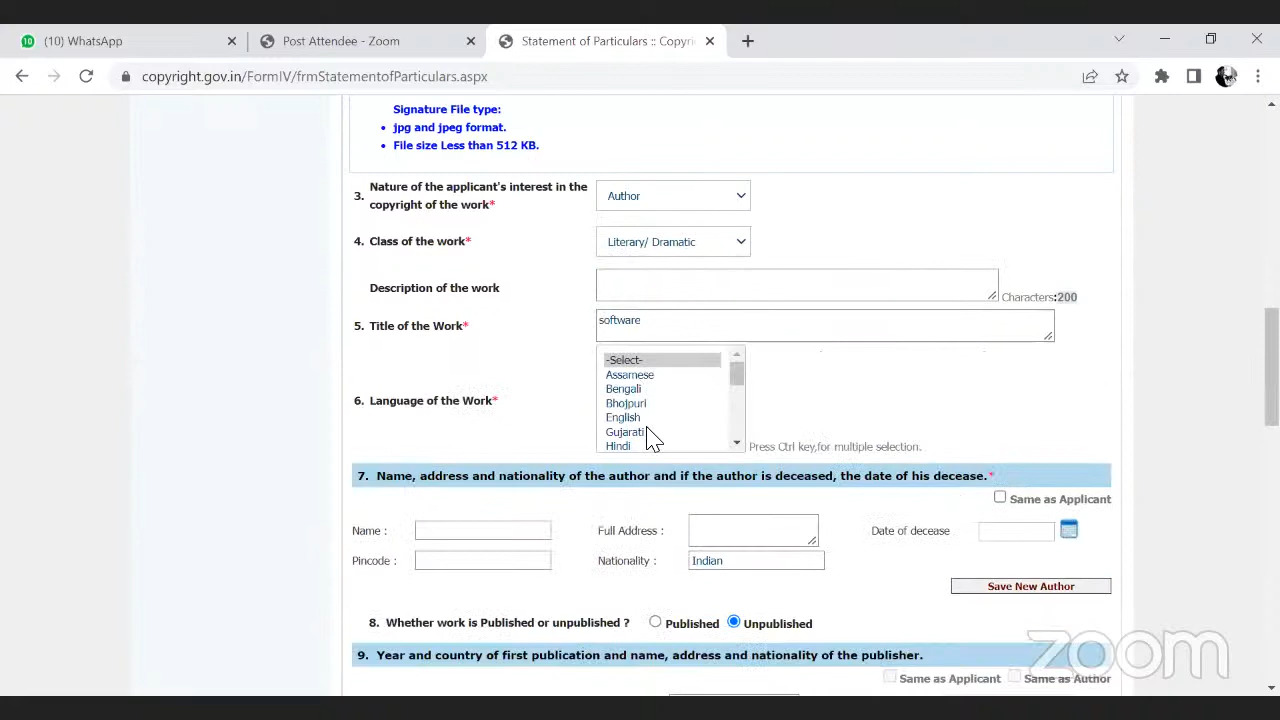 10 (10) WhatsApp Post Attendee - Zoom Statement of Particulars :: Copyri
copyright.gov.in/FormIV/frmStatementofParticulars.aspx
Signature File type:
• jpg and jpeg format.
• File size Less than 512 KB.
3. Nature of the applicant's interest in the
copyright of the work* Author
4. Class of the work* Literary/ Dramatic
Description of the work Characters:200
5. Title of the Work* software
-Select-
Assamese
Bengali
6. Language of the Work* Bhojpuri
English
Gujarati
Hindi Press Ctrl key,for multiple selection.
7. Name, address and nationality of the author and if the author is deceased, the date of his decease.*
Same as Applicant
Name : Full Address : Date of decease
Pincode : Nationality : Indian
Save New Author
8. Whether work is Published or unpublished ? Published Unpublished
9. Year and country of first publication and name, address and nationality of the publisher.
Same as Applicant Same as Author
zoom